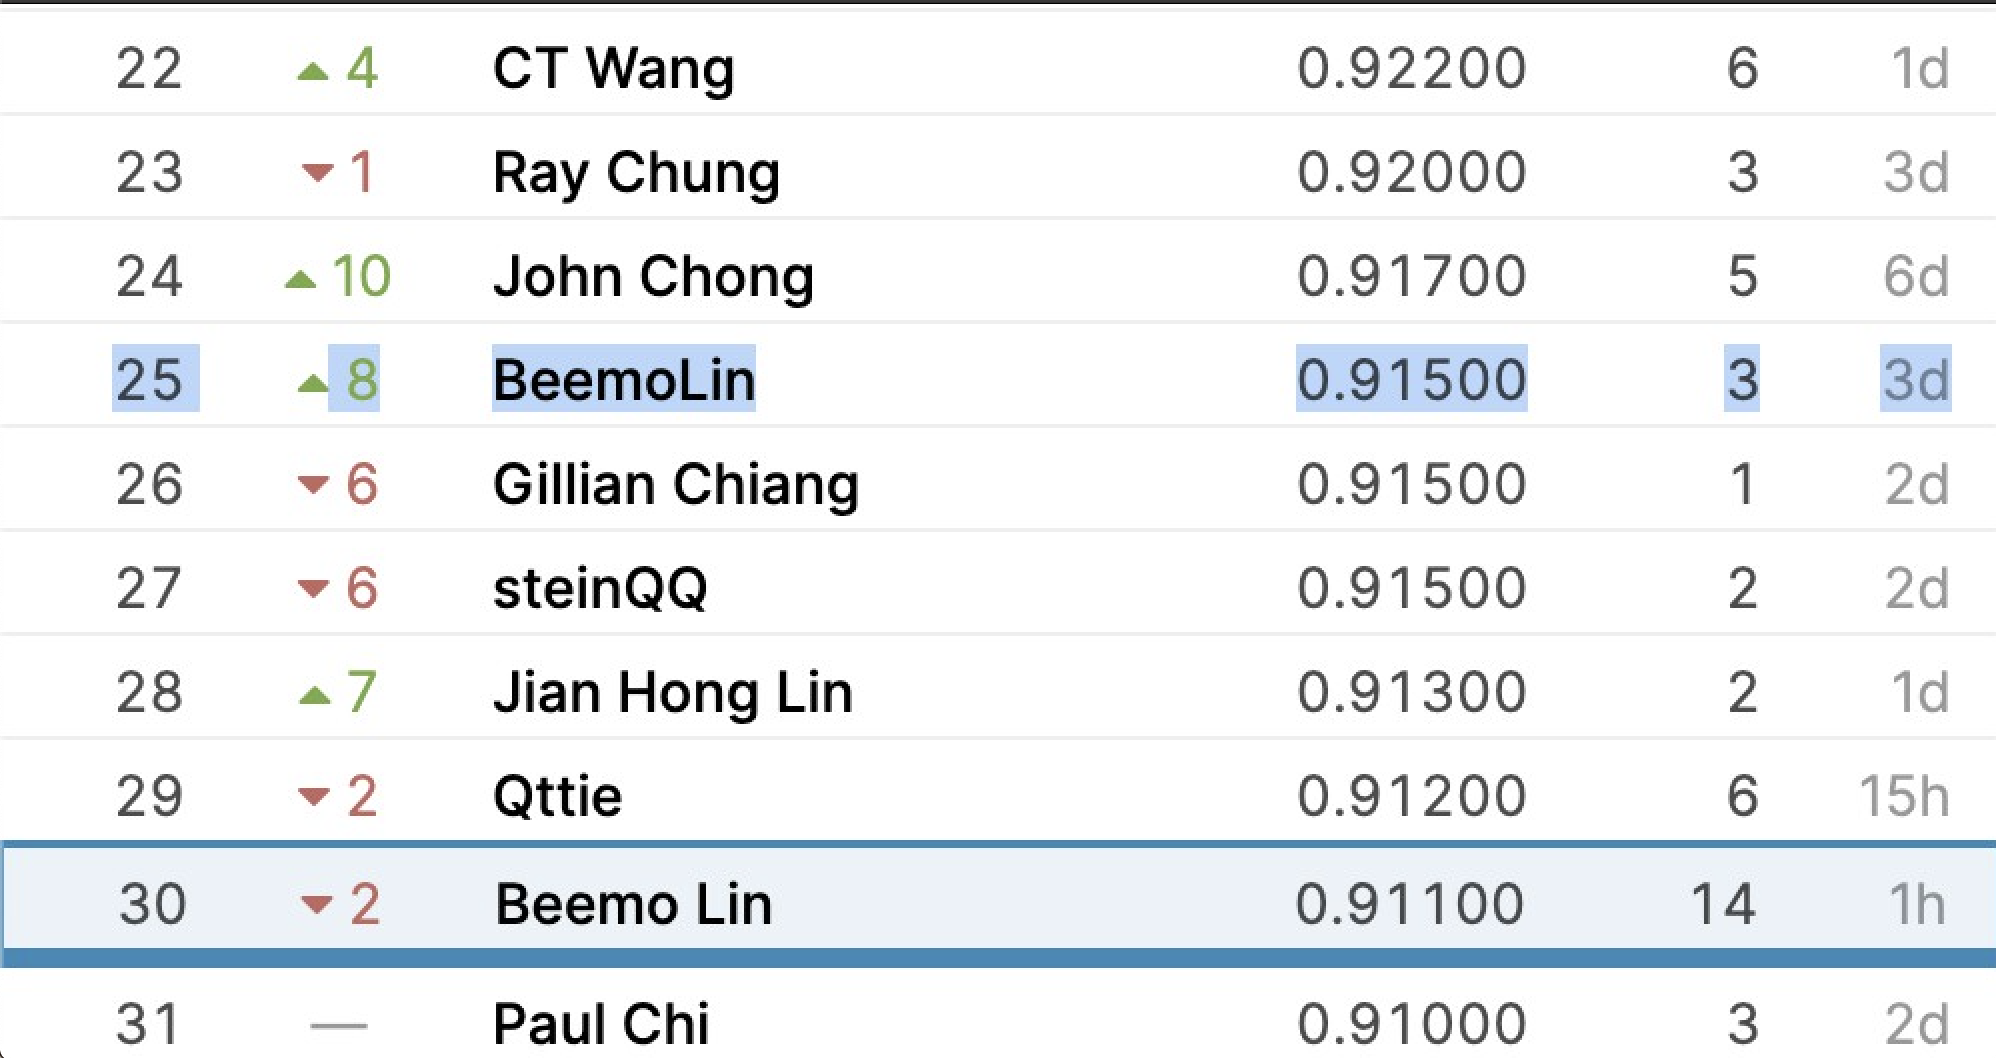 22 ▲ 4 CT Wang 0.92200 6 1d
23 ▼ 1 Ray Chung 0.92000 3 3d
24 ▲ 10 John Chong 0.91700 5 6d
25 ▲ 8 BeemoLin 0.91500 3 3d
26 ▼ 6 Gillian Chiang 0.91500 1 2d
27 ▼ 6 steinQQ 0.91500 2 2d
28 ▲ 7 Jian Hong Lin 0.91300 2 1d
29 ▼ 2 Qttie 0.91200 6 15h
30 ▼ 2 Beemo Lin 0.91100 14 1h
31 — Paul Chi 0.91000 3 2d